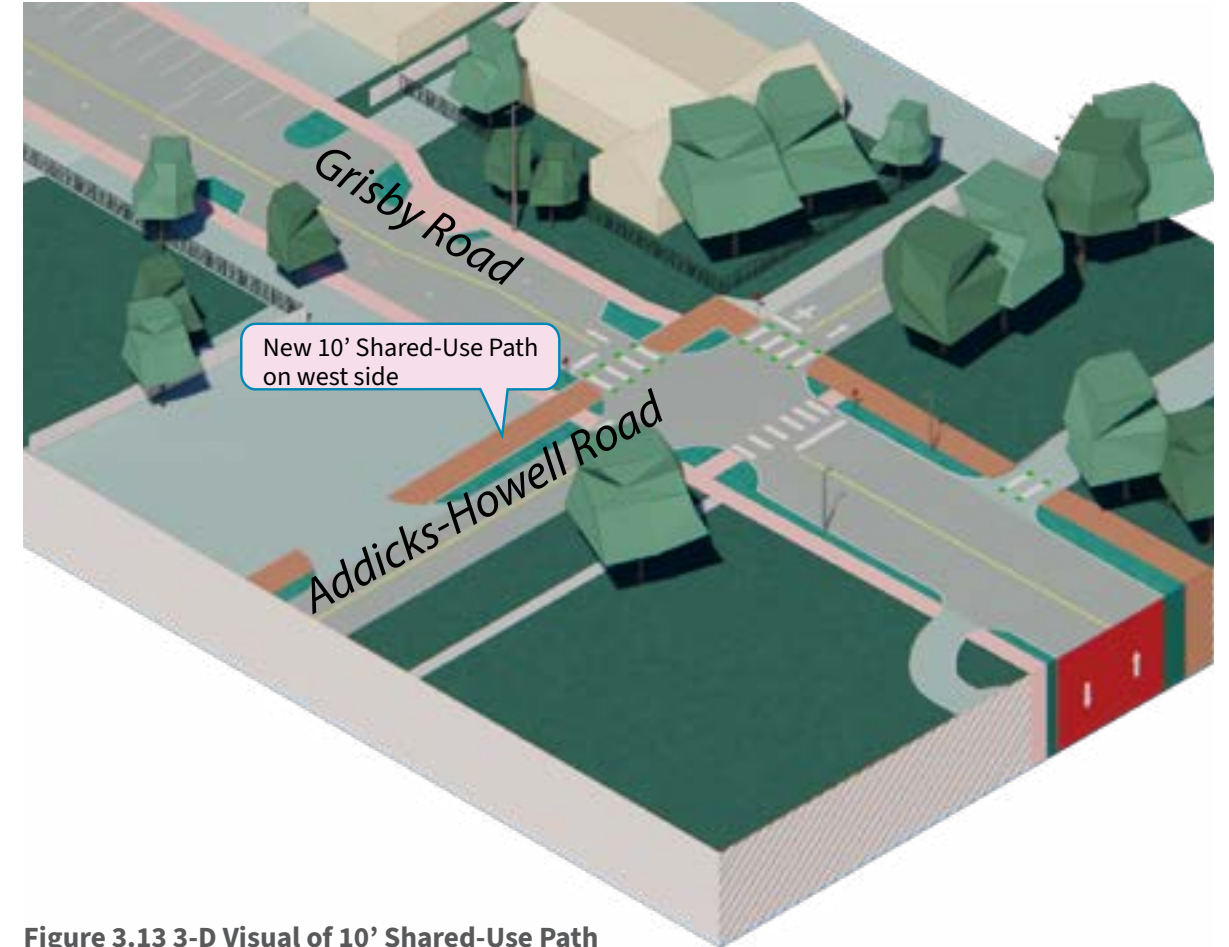 Grisby Road
New 10’ Shared-Use Path
on west side
Addicks-Howell Road
Figure 3.13 3-D Visual of 10’ Shared-Use Path